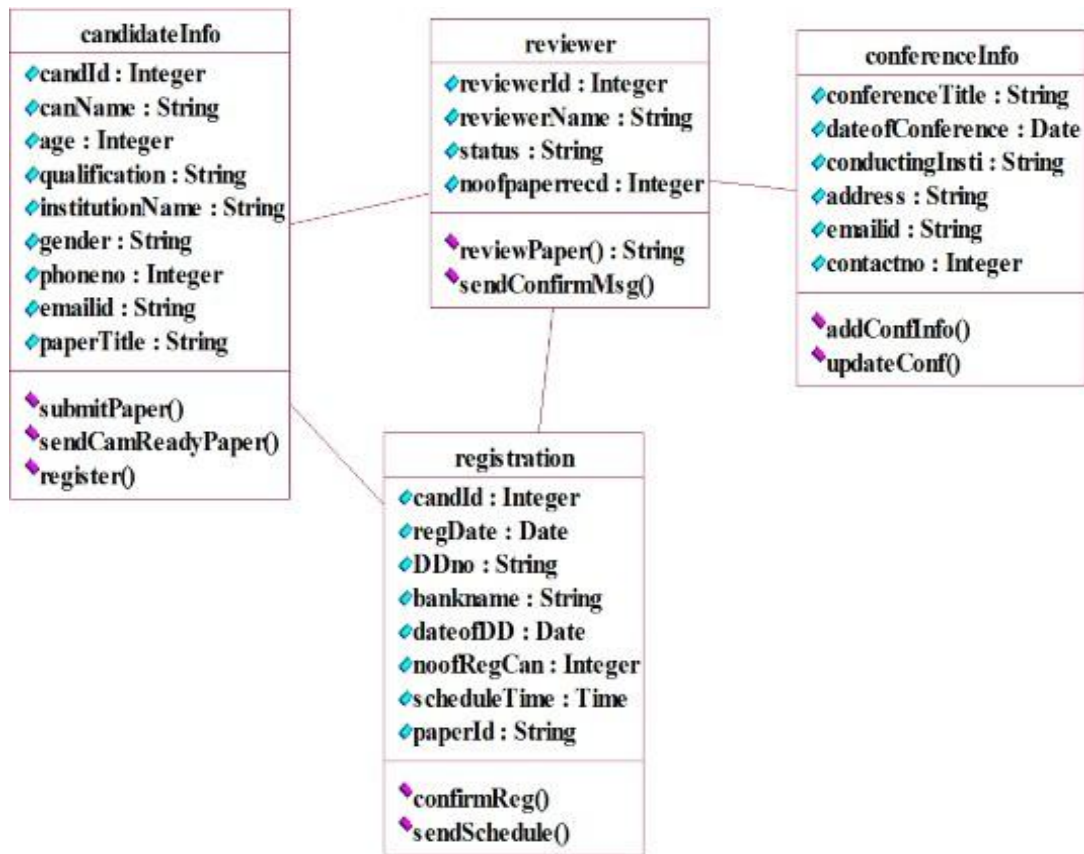 candidateInfo
candId : Integer
canName : String
age : Integer
qualification : String
institutionName : String
gender : String
phoneno : Integer
emailid : String
paperTitle : String
submitPaper()
sendCamReadyPaper()
register()
reviewer
reviewerId : Integer
reviewerName : String
status : String
noofpaperrecd : Integer
reviewPaper() : String
sendConfirmMsg()
conferenceInfo
conferenceTitle : String
dateofConference : Date
conductingInsti : String
address : String
emailid : String
contactno : Integer
addConfInfo()
updateConf()
registration
candId : Integer
regDate : Date
DDno : String
bankname : String
dateofDD : Date
noofRegCan : Integer
scheduleTime : Time
paperId : String
confirmReg()
sendSchedule()